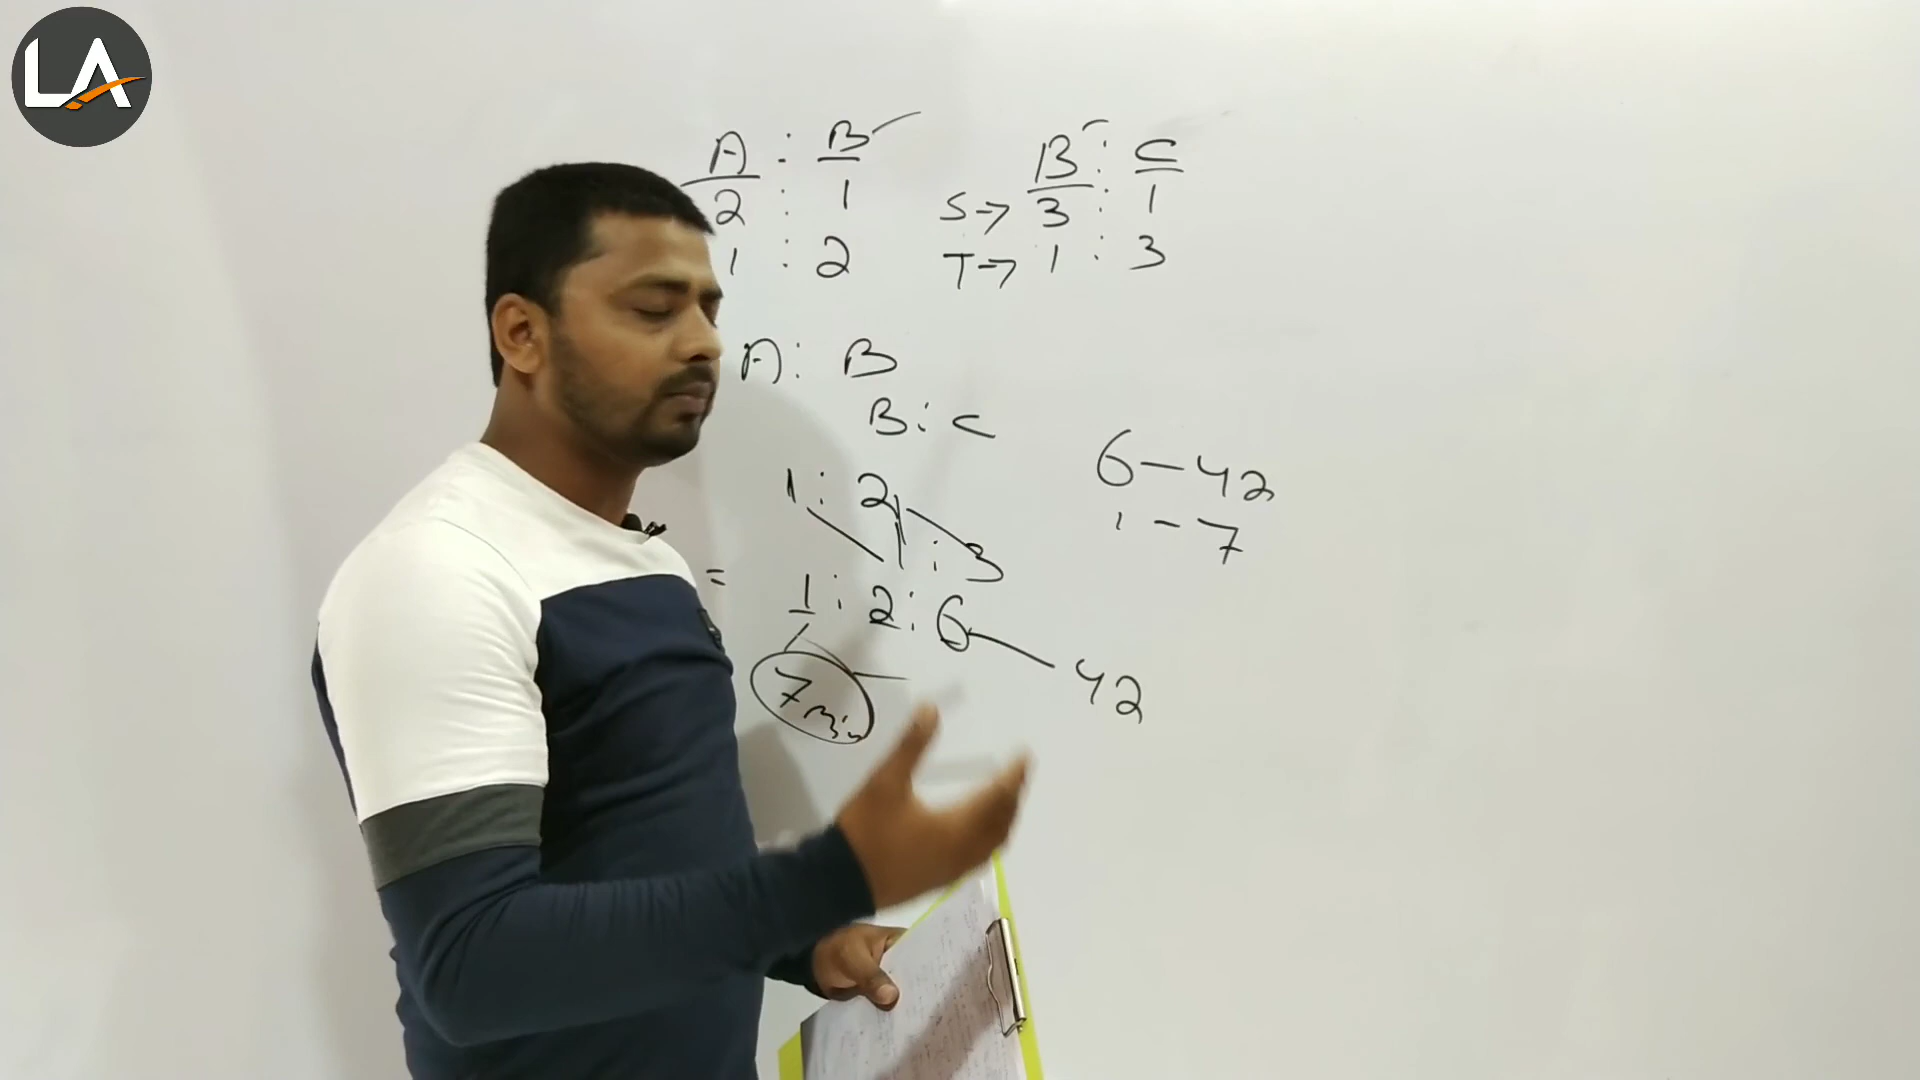 LA
A : B
2 : 1
1 : 2
B : C
S → 3 : 1
T → 1 : 3
A : B
B : C
1 : 2
1 : 3
= 1 : 2 : 6 — 42
7 Min
6 — 42
1 — 7